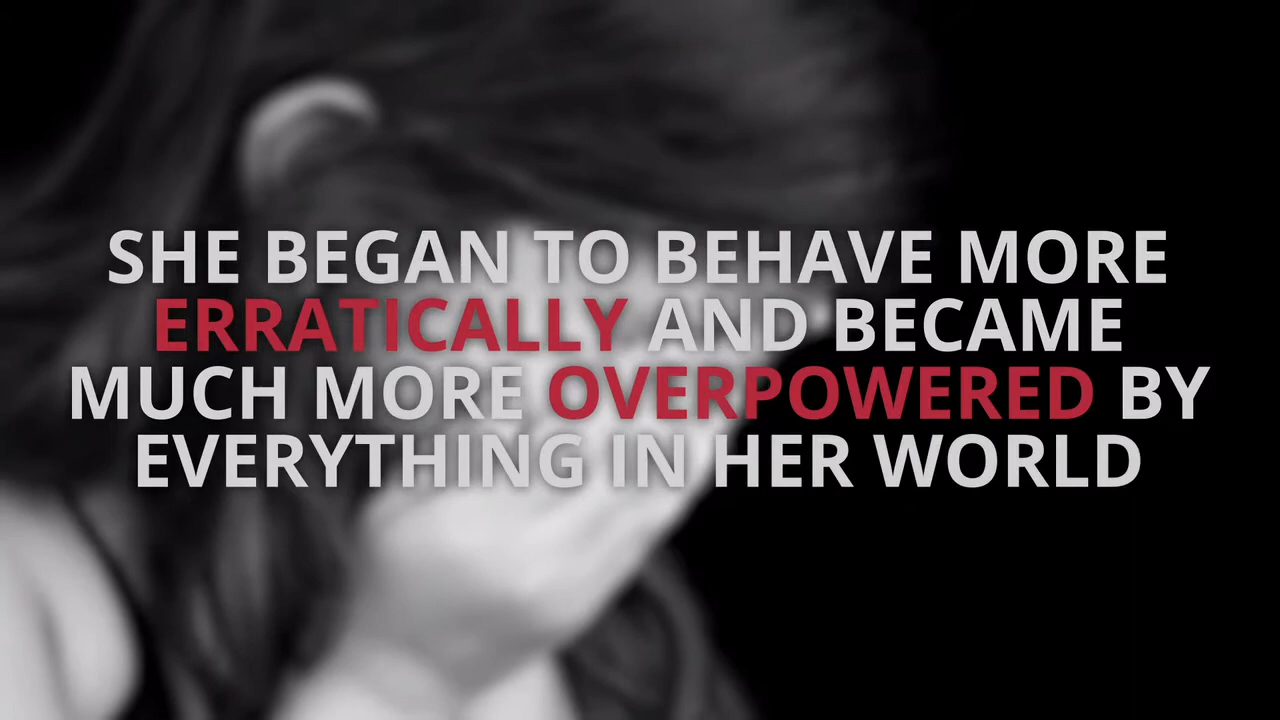 SHE BEGAN TO BEHAVE MORE
ERRATICALLY AND BECAME
MUCH MORE OVERPOWERED BY
EVERYTHING IN HER WORLD